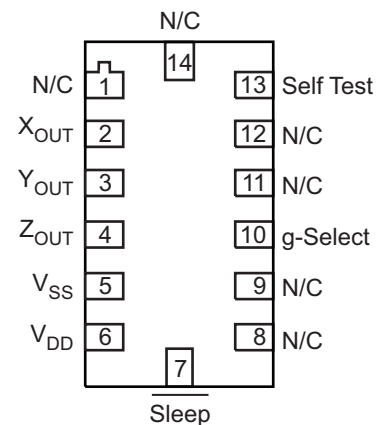 N/C
14
N/C 1 13 Self Test
XOUT 2 12 N/C
YOUT 3 11 N/C
ZOUT 4 10 g-Select
VSS 5 9 N/C
VDD 6 8 N/C
7
Sleep